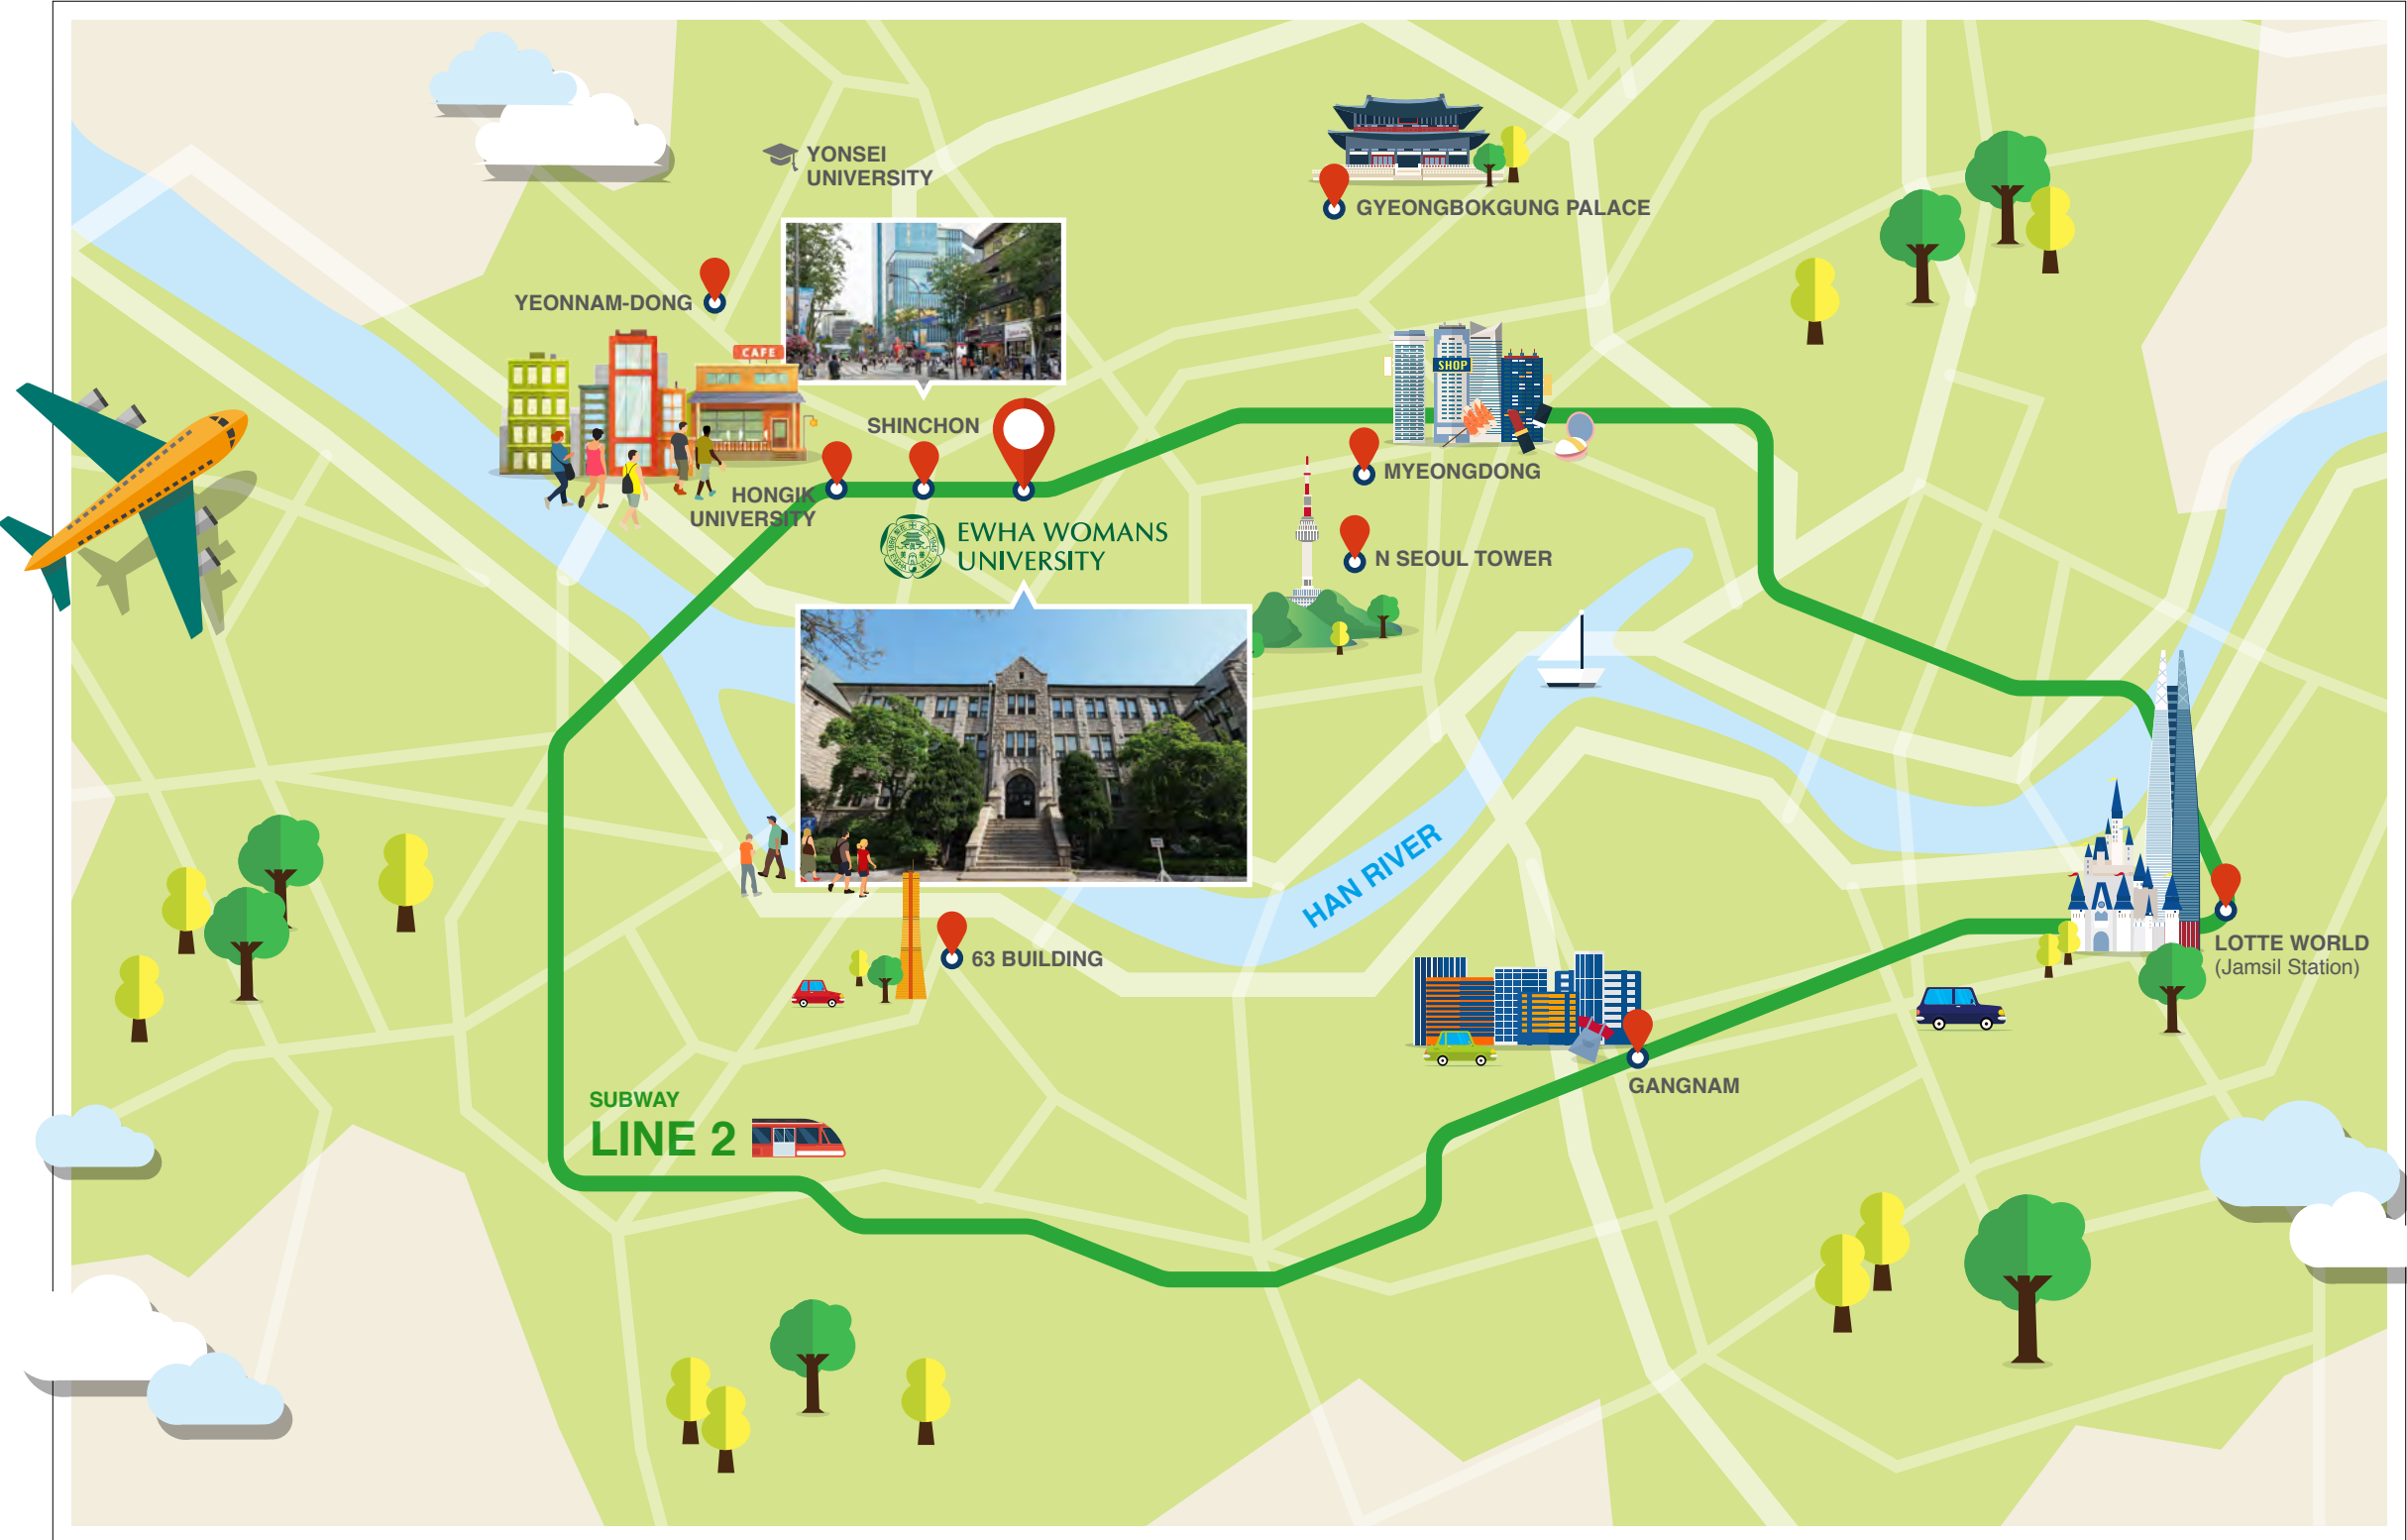 YONSEI
UNIVERSITY
GYEONGBOKGUNG PALACE
YEONNAM-DONG
CAFE
SHOP
SHINCHON
MYEONGDONG
HONGIK
UNIVERSITY
EWHA WOMANS
UNIVERSITY
N SEOUL TOWER
HAN RIVER
63 BUILDING
LOTTE WORLD
(Jamsil Station)
GANGNAM
SUBWAY
LINE 2